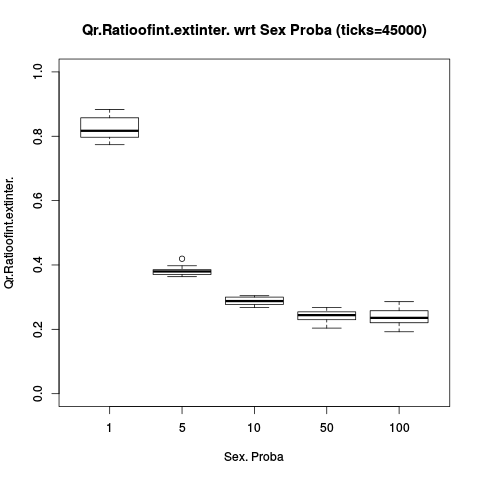 Qr.Ratioofint.extinter. wrt Sex Proba (ticks=45000)
Qr.Ratioofint.extinter.
1.0
0.8
0.6
0.4
0.2
0.0
1 5 10 50 100
Sex. Proba